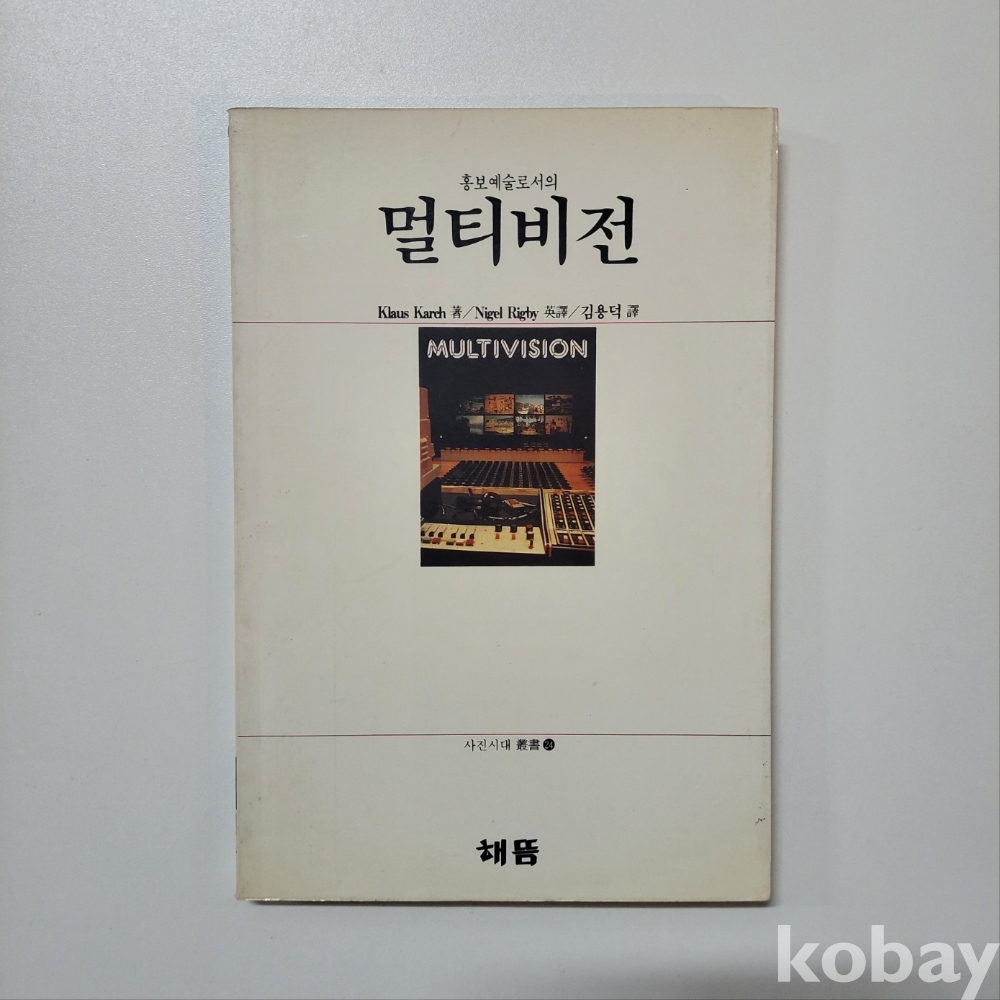 홍보예술로서의
멀티비전
Klaus Karch 著/Nigel Rigby 英譯/김용덕 譯
MULTIVISION
사진시대 叢書 24
해뜸
kobay